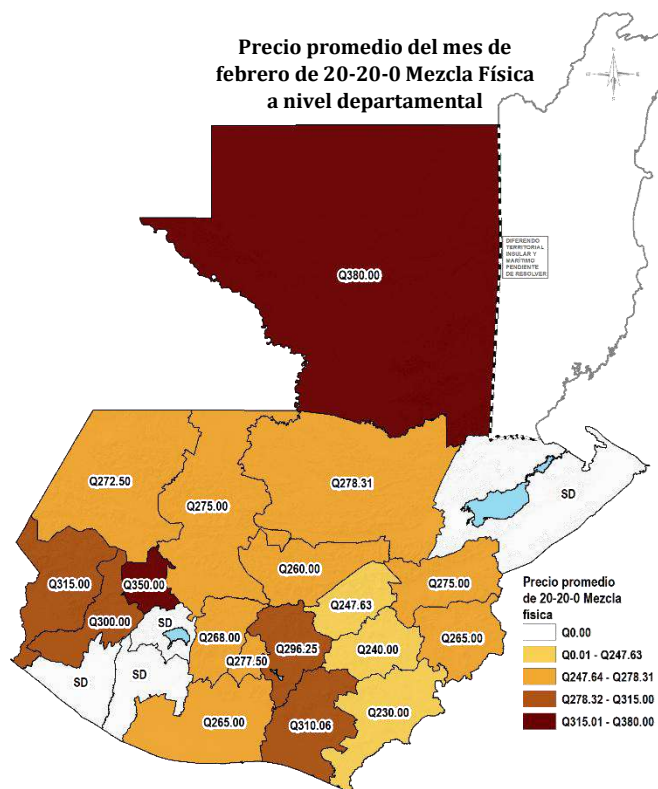 Precio promedio del mes de
febrero de 20-20-0 Mezcla Física
a nivel departamental
DIFERENDO
TERRITORIAL
INSULAR Y
MARÍTIMO
PENDIENTE
DE RESOLVER
Q380.00
Q272.50
Q275.00
Q278.31
SD
Q315.00
Q350.00
Q260.00
Q275.00
Q300.00
SD
Q247.63
Q268.00
Q296.25
Q240.00
Q265.00
Q277.50
SD
SD
Q265.00
Q310.06
Q230.00
Precio promedio
de 20-20-0 Mezcla
física
Q0.00
Q0.01 - Q247.63
Q247.64 - Q278.31
Q278.32 - Q315.00
Q315.01 - Q380.00